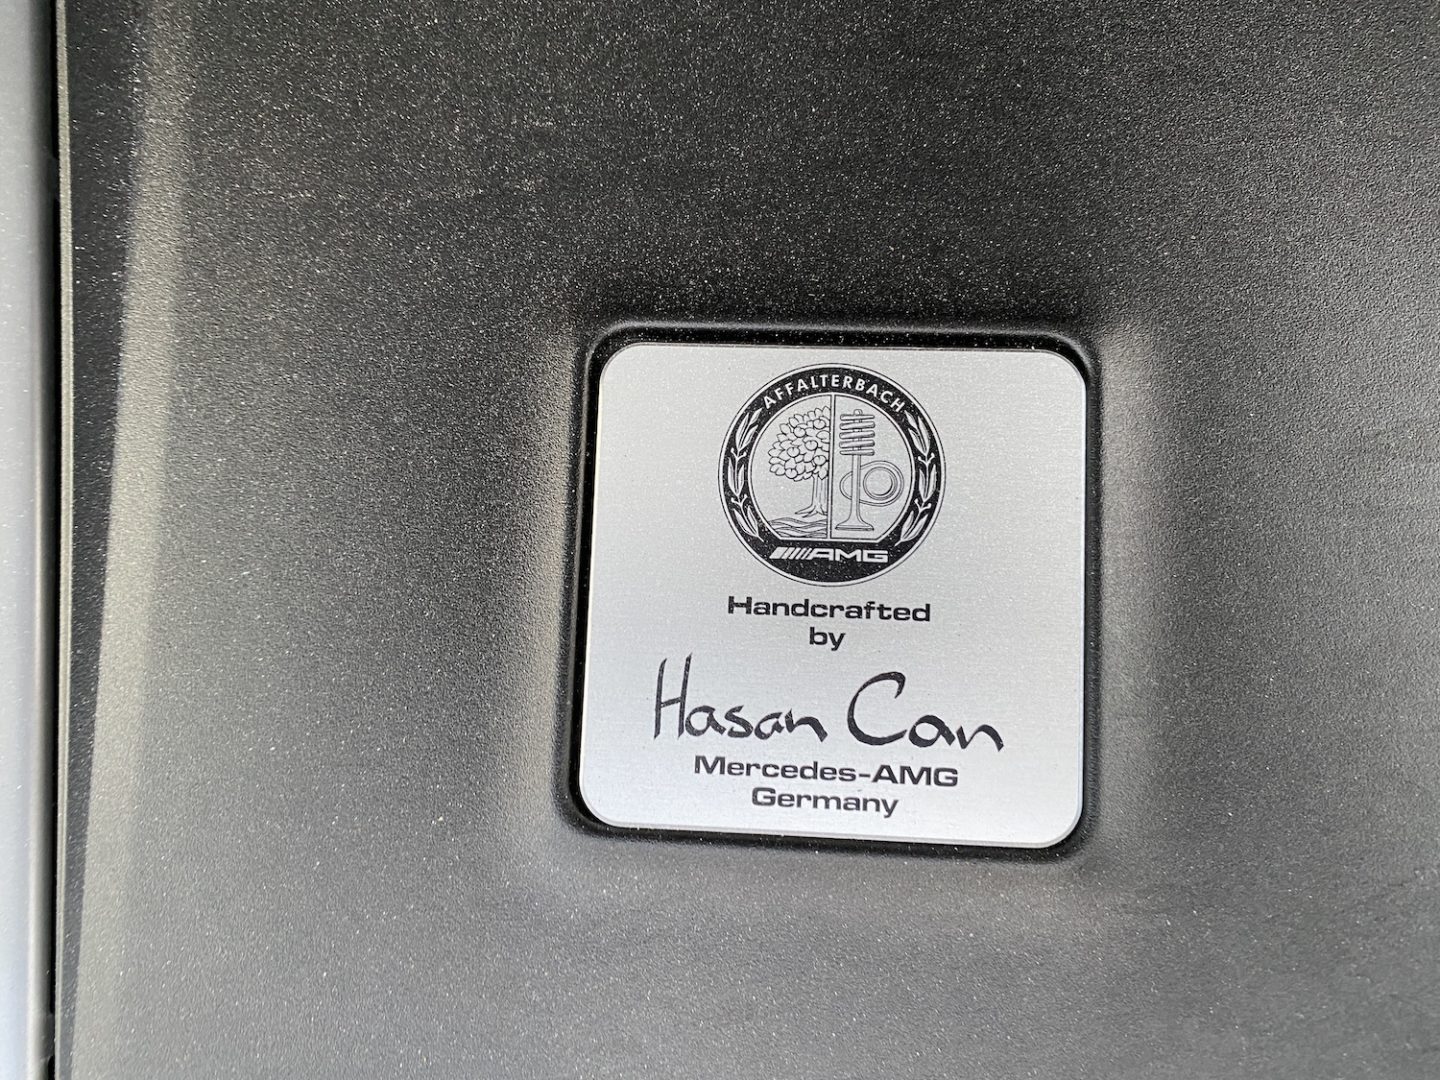 AFFALTERBACH
AMG
Handcrafted
by
Hasan Can
Mercedes-AMG
Germany